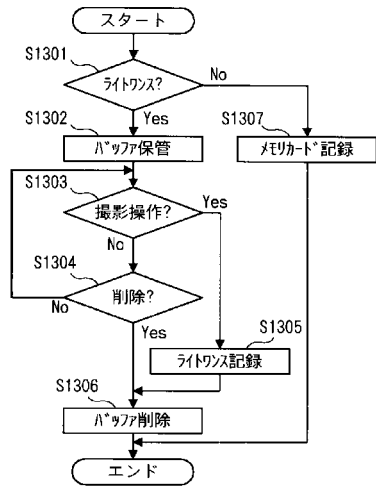 スタート
S1301
ﾗｲﾄﾜﾝｽ?
No
Yes
S1302
ﾊﾞｯﾌｧ保管
S1307
ﾒﾓﾘｶｰﾄﾞ記録
S1303
撮影操作?
Yes
No
S1304
削除?
No
Yes
S1305
ﾗｲﾄﾜﾝｽ記録
S1306
ﾊﾞｯﾌｧ削除
エンド